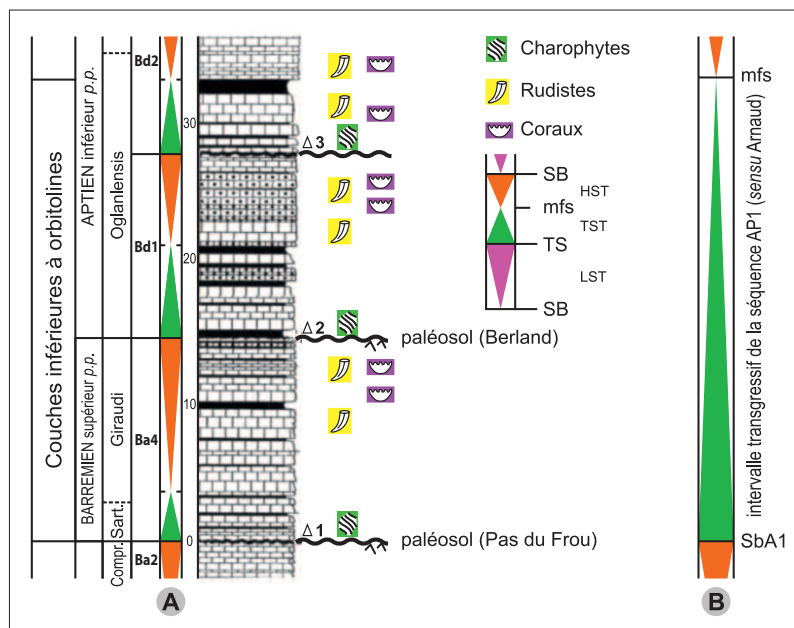 Couches inférieures à orbitolines
APTIEN inférieur p.p.
BARREMIEN supérieur p.p.
Oglanlensis
Giraudi
Sart.
Compr.
Bd2
Bd1
Ba4
Ba2
30
20
10
0
Δ 3
Δ 2
paléosol (Berland)
Δ 1
paléosol (Pas du Frou)
Charophytes
Rudistes
Coraux
SB
HST
mfs
TST
TS
LST
SB
mfs
intervalle transgressif de la séquence AP1 (sensu Arnaud)
SbA1
A
B